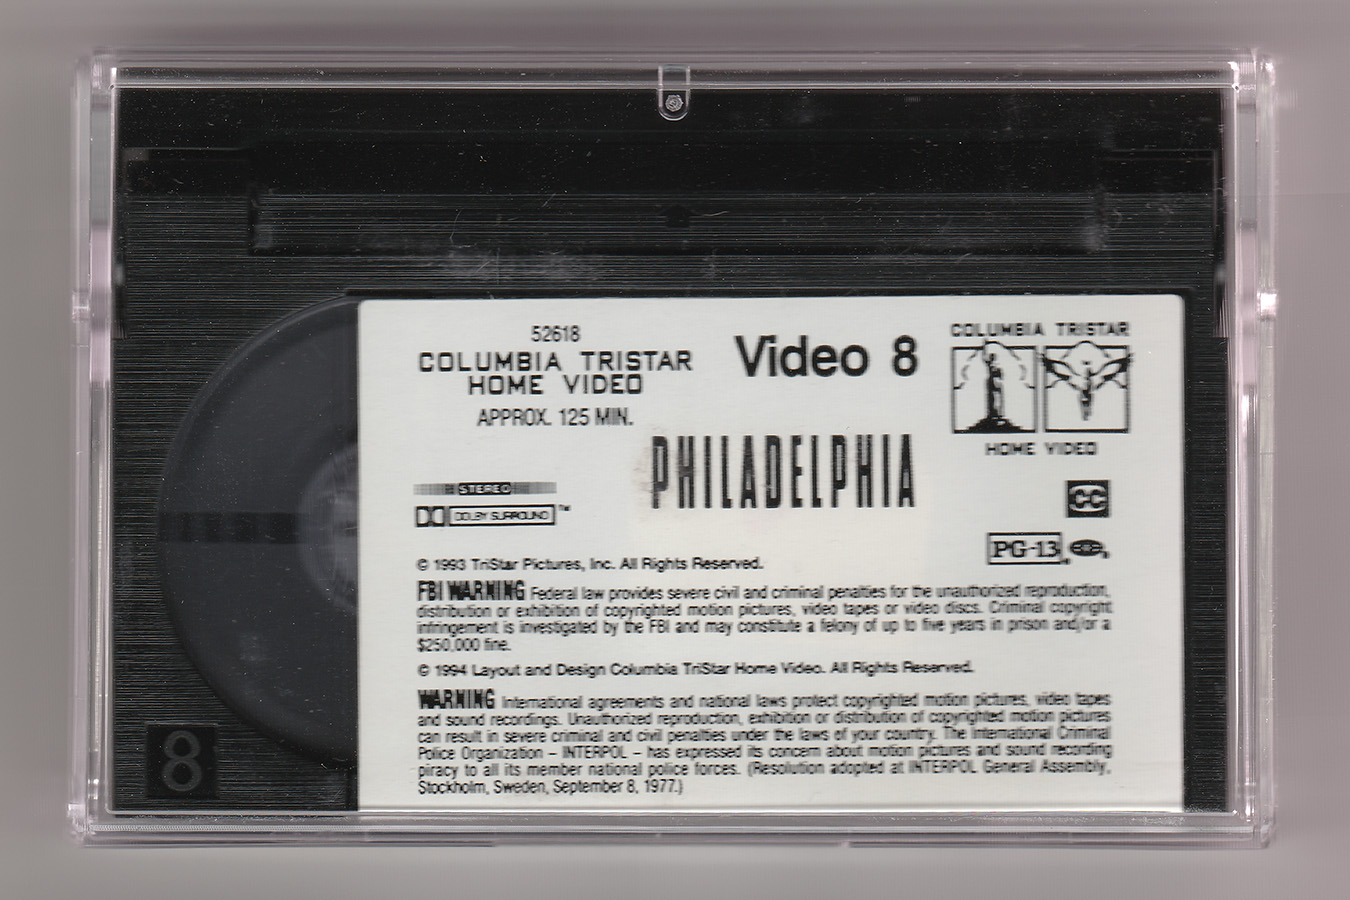 52618
COLUMBIA TRISTAR
HOME VIDEO
APPROX. 125 MIN.
Video 8
COLUMBIA TRISTAR
HOME VIDEO
PHILADELPHIA
STEREO
DOLBY SURROUND ™
CC
PG-13
© 1993 TriStar Pictures, Inc. All Rights Reserved.
FBI WARNING Federal law provides severe civil and criminal penalties for the unauthorized reproduction,
distribution or exhibition of copyrighted motion pictures, video tapes or video discs. Criminal copyright
infringement is investigated by the FBI and may constitute a felony of up to five years in prison and/or a
$250,000 fine.
© 1994 Layout and Design Columbia TriStar Home Video. All Rights Reserved.
WARNING International agreements and national laws protect copyrighted motion pictures, video tapes
and sound recordings. Unauthorized reproduction, exhibition or distribution of copyrighted motion pictures
can result in severe criminal and civil penalties under the laws of your country. The International Criminal
Police Organization – INTERPOL – has expressed its concern about motion pictures and sound recording
piracy to all its member national police forces. (Resolution adopted at INTERPOL General Assembly,
Stockholm, Sweden, September 8, 1977.)
8